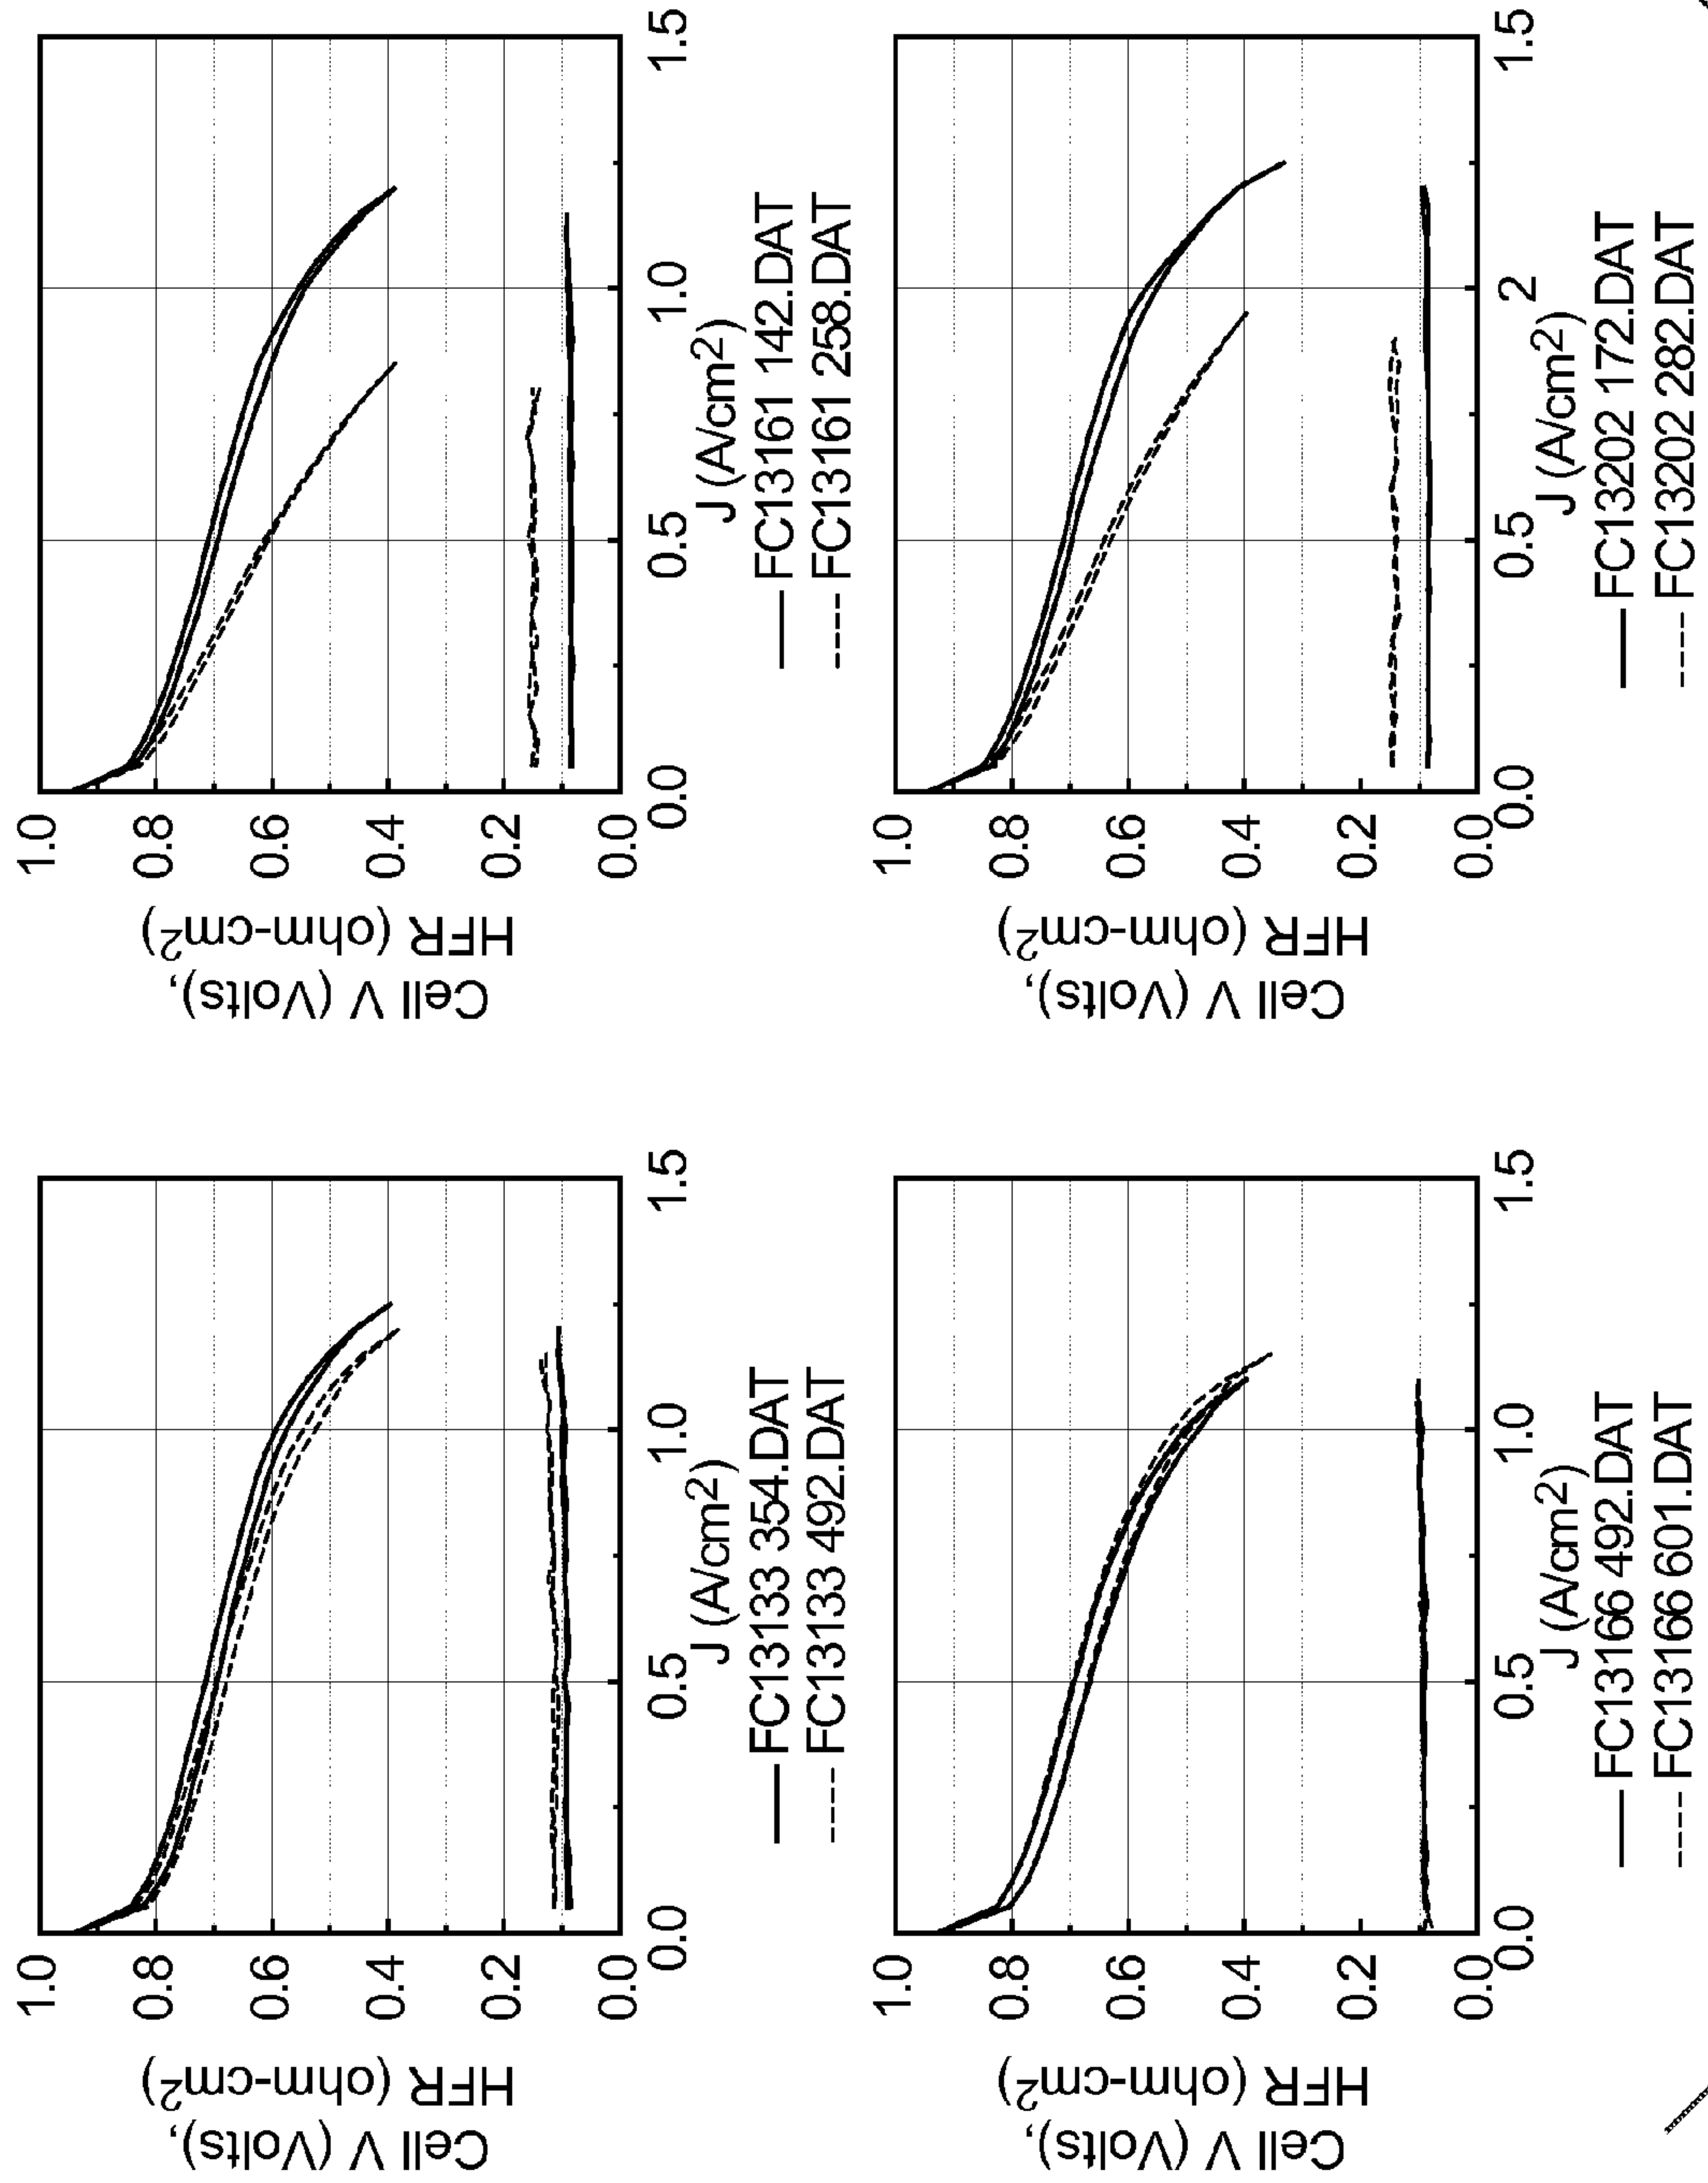 Cell V (Volts),
HFR (ohm-cm²)
1.0
0.8
0.6
0.4
0.2
0.0
0.0 0.5 1.0 1.5
J (A/cm²)
FC13133 354.DAT
FC13133 492.DAT
Cell V (Volts),
HFR (ohm-cm²)
1.0
0.8
0.6
0.4
0.2
0.0
0.0 0.5 1.0 1.5
J (A/cm²)
FC13161 142.DAT
FC13161 258.DAT
Cell V (Volts),
HFR (ohm-cm²)
1.0
0.8
0.6
0.4
0.2
0.0
0.0 0.5 1.0 1.5
J (A/cm²)
FC13166 492.DAT
FC13166 601.DAT
Cell V (Volts),
HFR (ohm-cm²)
1.0
0.8
0.6
0.4
0.2
0.0
0.0 0.5 2 1.5
J (A/cm²)
FC13202 172.DAT
FC13202 282.DAT